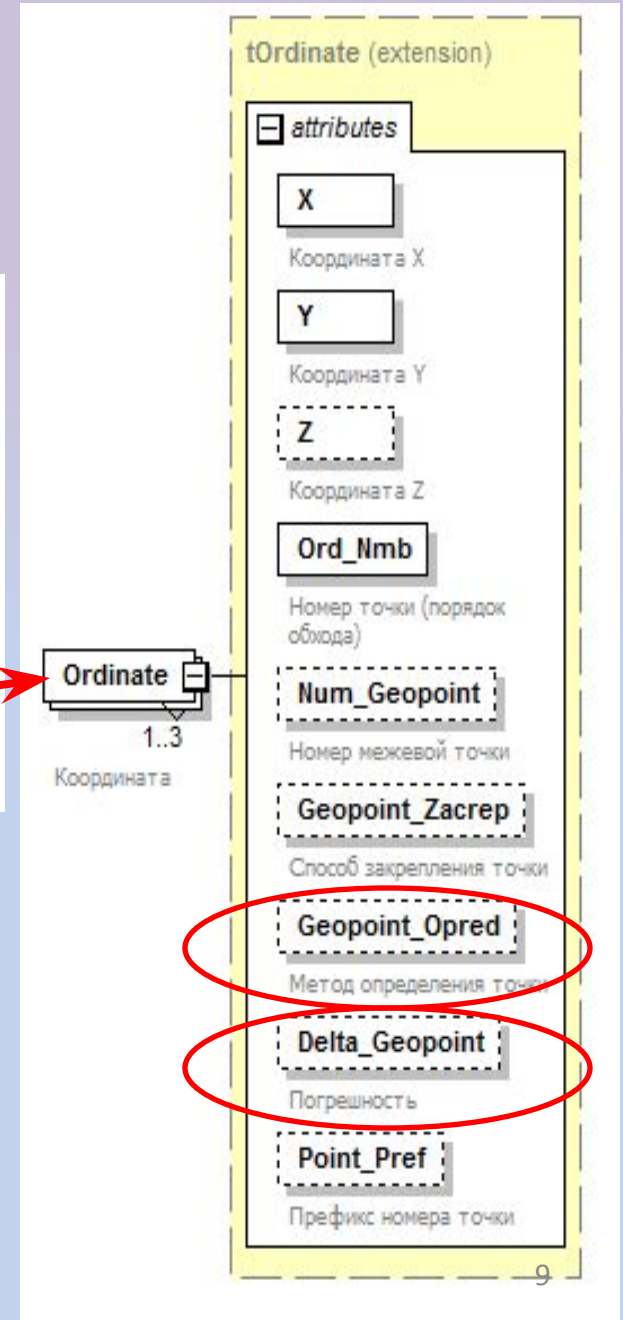 tOrdinate (extension)
attributes
X
Координата X
Y
Координата Y
Z
Координата Z
Ord_Nmb
Номер точки (порядок
обхода)
Ordinate
1..3
Координата
Num_Geopoint
Номер межевой точки
Geopoint_Zacrep
Способ закрепления точки
Geopoint_Opred
Метод определения точки
Delta_Geopoint
Погрешность
Point_Pref
Префикс номера точки
9